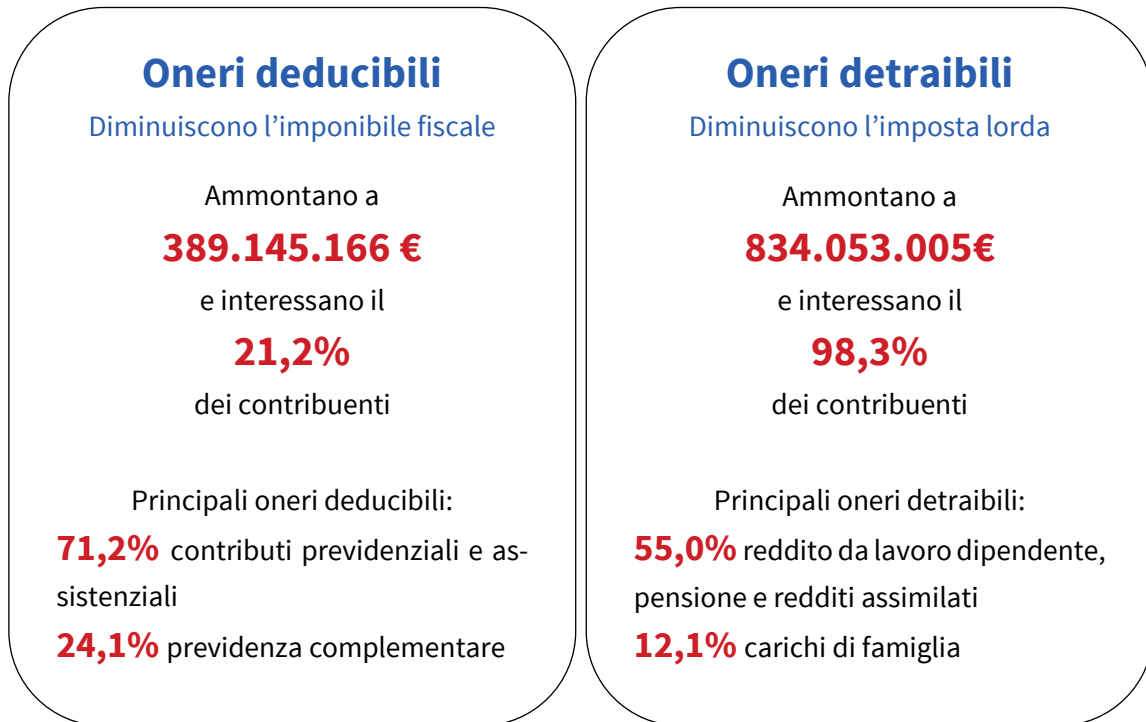 Oneri deducibili
Diminuiscono l’imponibile fiscale
Ammontano a
389.145.166 €
e interessano il
21,2%
dei contribuenti
Principali oneri deducibili:
71,2% contributi previdenziali e as-
sistenziali
24,1% previdenza complementare
Oneri detraibili
Diminuiscono l’imposta lorda
Ammontano a
834.053.005€
e interessano il
98,3%
dei contribuenti
Principali oneri detraibili:
55,0% reddito da lavoro dipendente,
pensione e redditi assimilati
12,1% carichi di famiglia